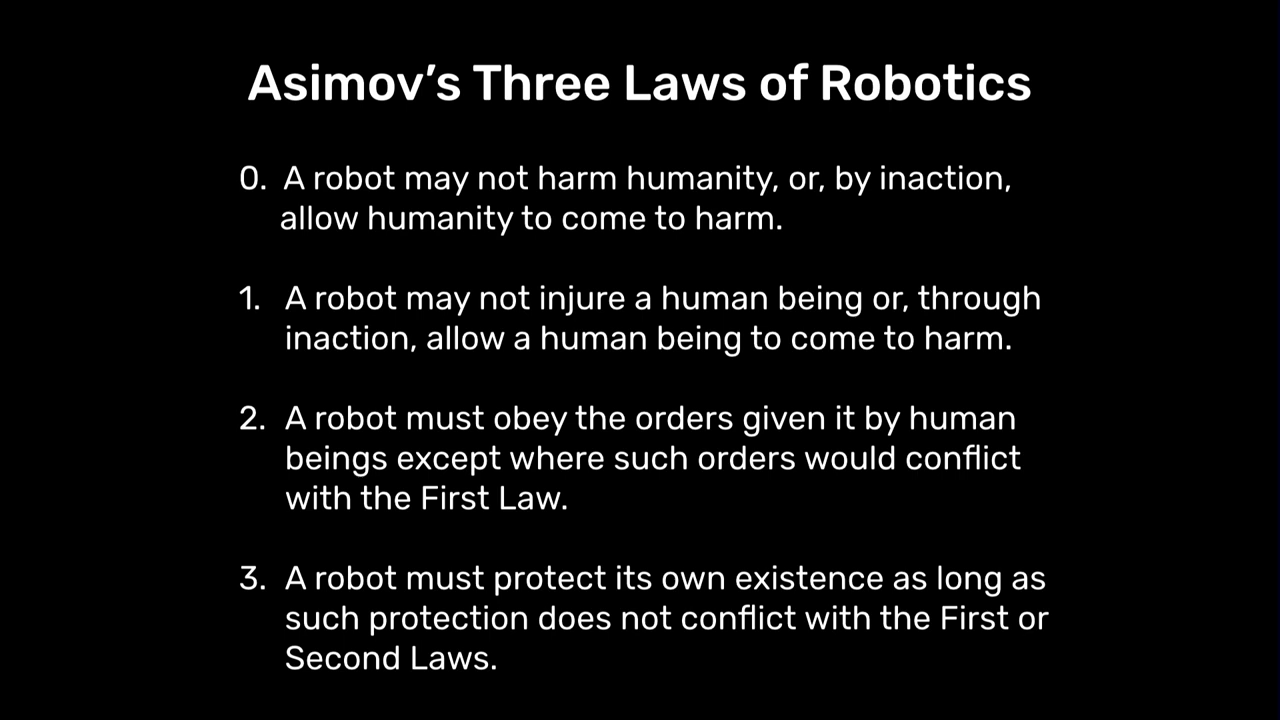 Asimov’s Three Laws of Robotics
0. A robot may not harm humanity, or, by inaction,
allow humanity to come to harm.
1. A robot may not injure a human being or, through
inaction, allow a human being to come to harm.
2. A robot must obey the orders given it by human
beings except where such orders would conflict
with the First Law.
3. A robot must protect its own existence as long as
such protection does not conflict with the First or
Second Laws.